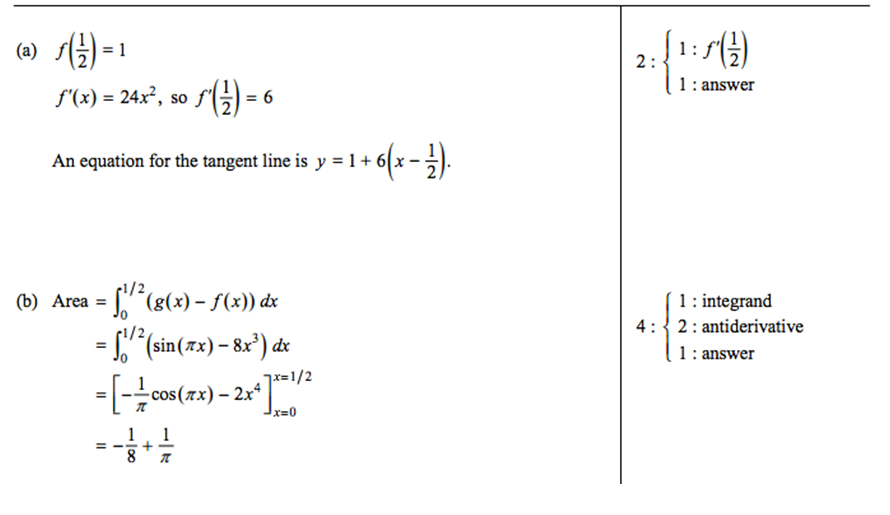 (a) f(1/2) = 1
2 : { 1 : f′(1/2)
1 : answer
f′(x) = 24x², so f′(1/2) = 6
An equation for the tangent line is y = 1 + 6(x − 1/2).
(b) Area = ∫₀^{1/2} (g(x) − f(x)) dx
= ∫₀^{1/2} (sin(πx) − 8x³) dx
= [−1/π cos(πx) − 2x⁴]_{x=0}^{x=1/2}
= −1/8 + 1/π
4 : { 1 : integrand
2 : antiderivative
1 : answer